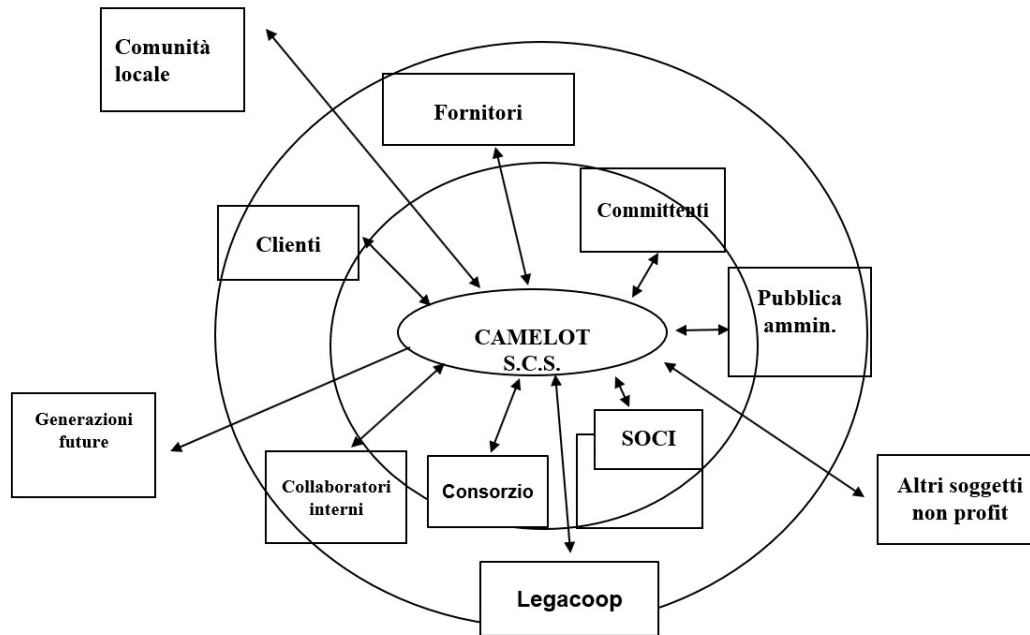 Comunità
locale
Fornitori
Committenti
Clienti
Pubblica
ammin.
CAMELOT
S.C.S.
Generazioni
future
SOCI
Collaboratori
interni
Consorzio
Altri soggetti
non profit
Legacoop